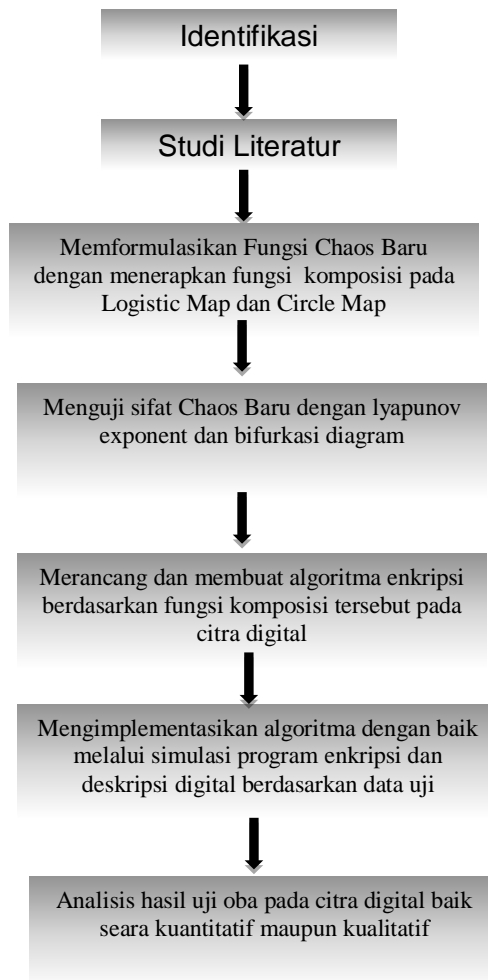 Identifikasi
Studi Literatur
Memformulasikan Fungsi Chaos Baru
dengan menerapkan fungsi komposisi pada
Logistic Map dan Circle Map
Menguji sifat Chaos Baru dengan lyapunov
exponent dan bifurkasi diagram
Merancang dan membuat algoritma enkripsi
berdasarkan fungsi komposisi tersebut pada
citra digital
Mengimplementasikan algoritma dengan baik
melalui simulasi program enkripsi dan
deskripsi digital berdasarkan data uji
Analisis hasil uji oba pada citra digital baik
seara kuantitatif maupun kualitatif